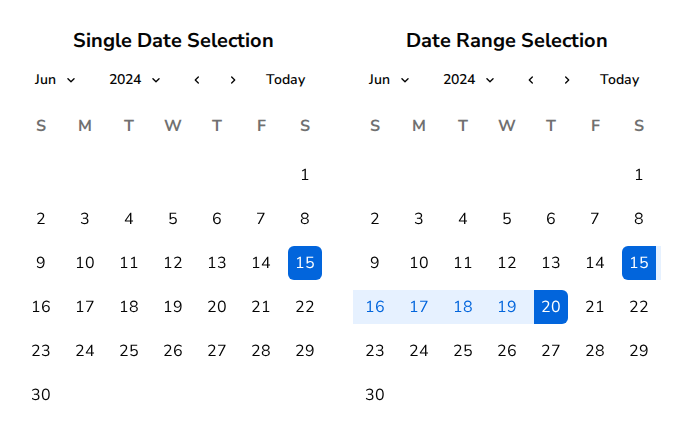 Single Date Selection
Jun 2024 Today
S M T W T F S
1
2 3 4 5 6 7 8
9 10 11 12 13 14 15
16 17 18 19 20 21 22
23 24 25 26 27 28 29
30
Date Range Selection
Jun 2024 Today
S M T W T F S
1
2 3 4 5 6 7 8
9 10 11 12 13 14 15
16 17 18 19 20 21 22
23 24 25 26 27 28 29
30